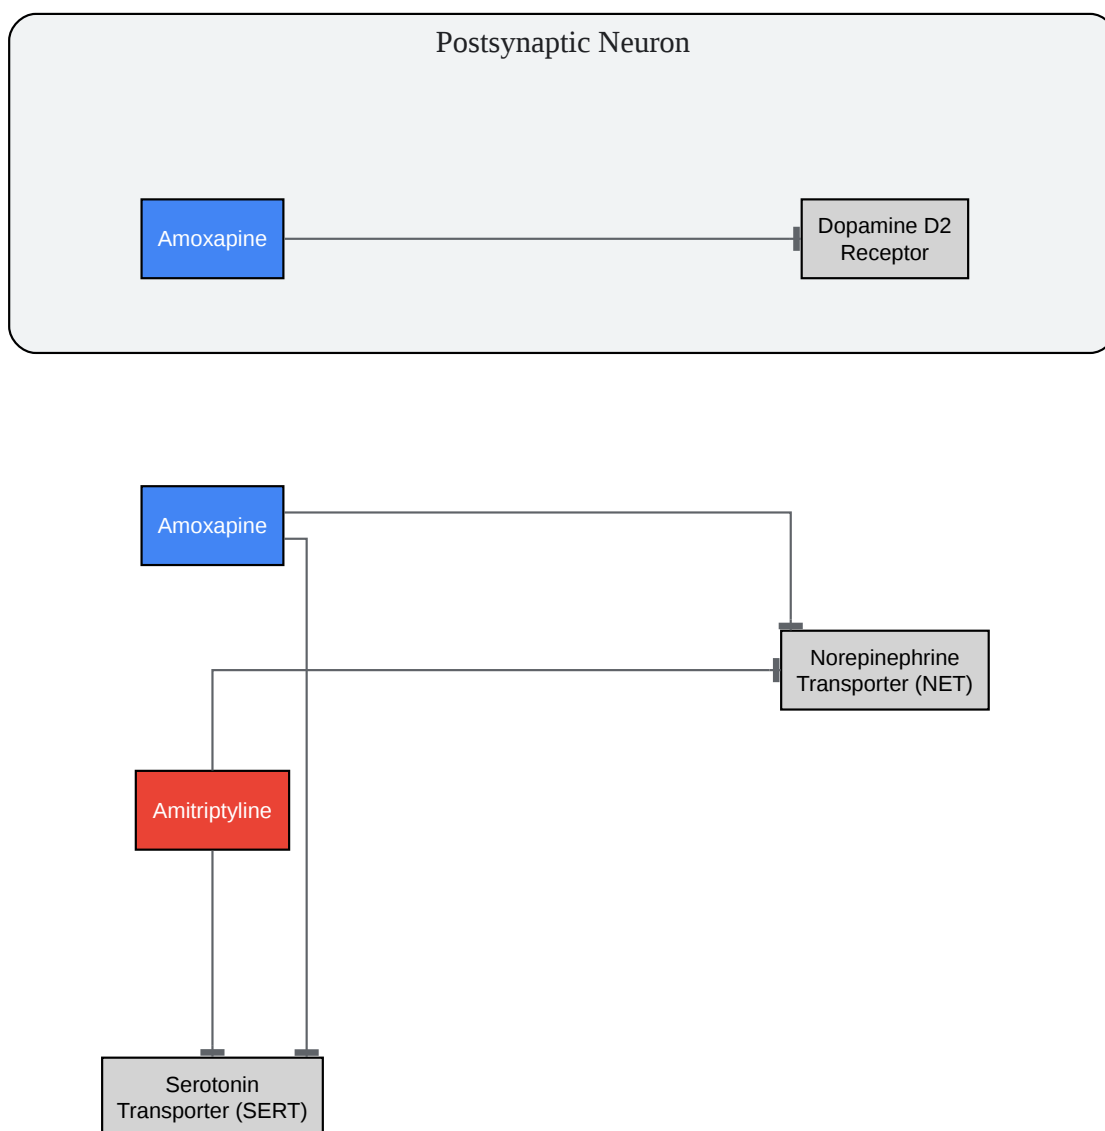 Postsynaptic Neuron
Amoxapine
Dopamine D2
Receptor
Amoxapine
Norepinephrine
Transporter (NET)
Amitriptyline
Serotonin
Transporter (SERT)